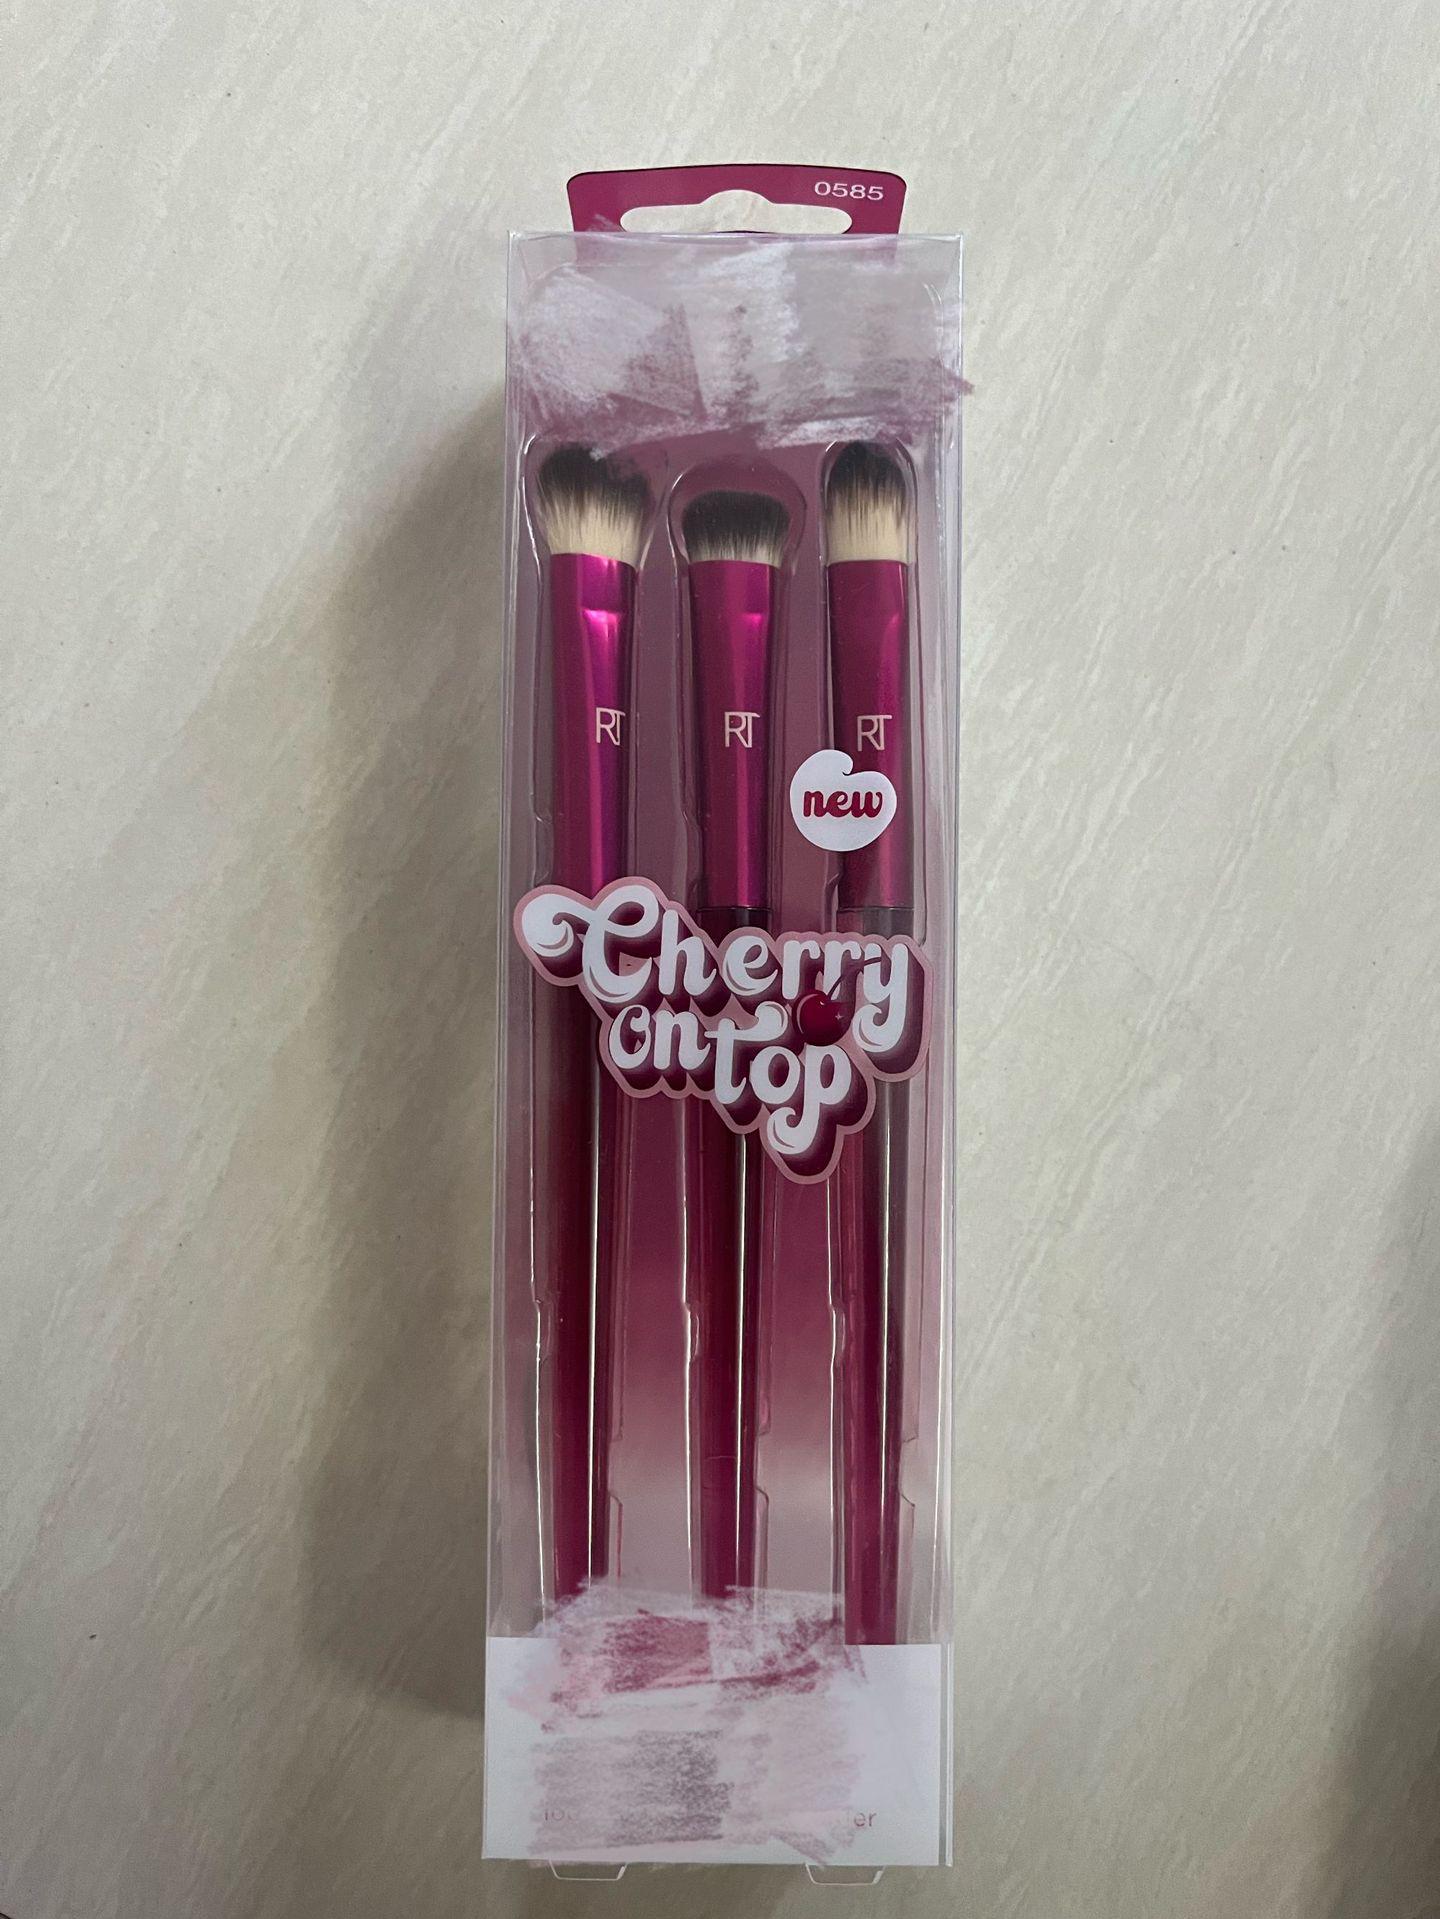 0585
RT RT RT
new
Cherry
on top